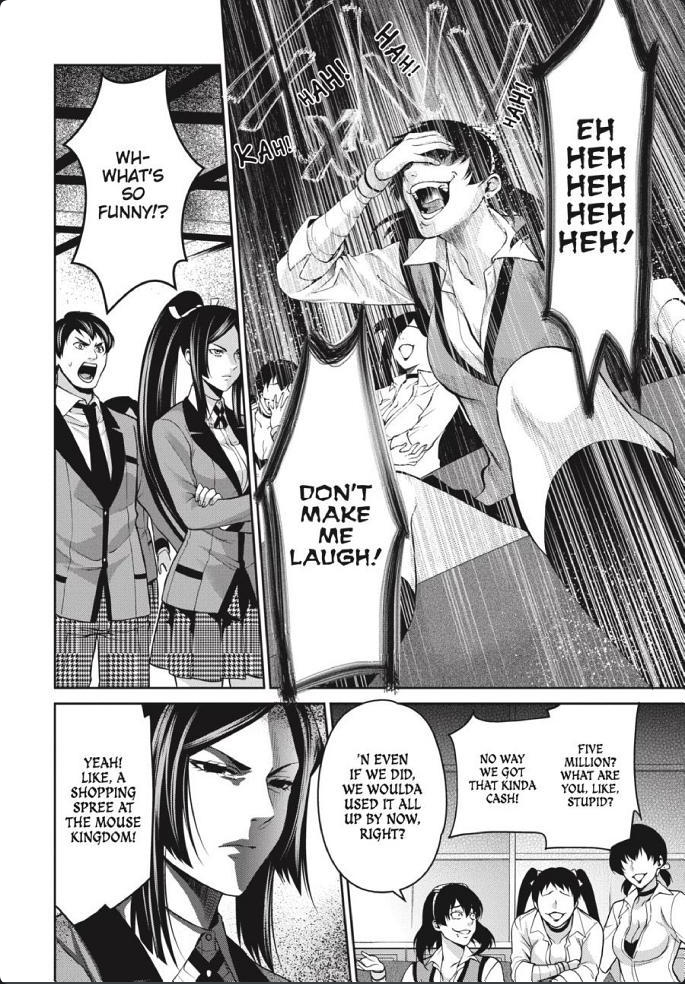 EH
HEH
HEH
HEH
HEH!
HAH!
HAH!
HAH!
KAH!
DON'T
MAKE
ME
LAUGH!
WH-
WHAT'S
SO
FUNNY!?
FIVE
MILLION?
WHAT ARE
YOU, LIKE,
STUPID?
NO WAY
WE GOT
THAT KINDA
CASH!
'N EVEN
IF WE DID,
WE WOULDA
USED IT ALL
UP BY NOW,
RIGHT?
YEAH!
LIKE, A
SHOPPING
SPREE AT
THE MOUSE
KINGDOM!